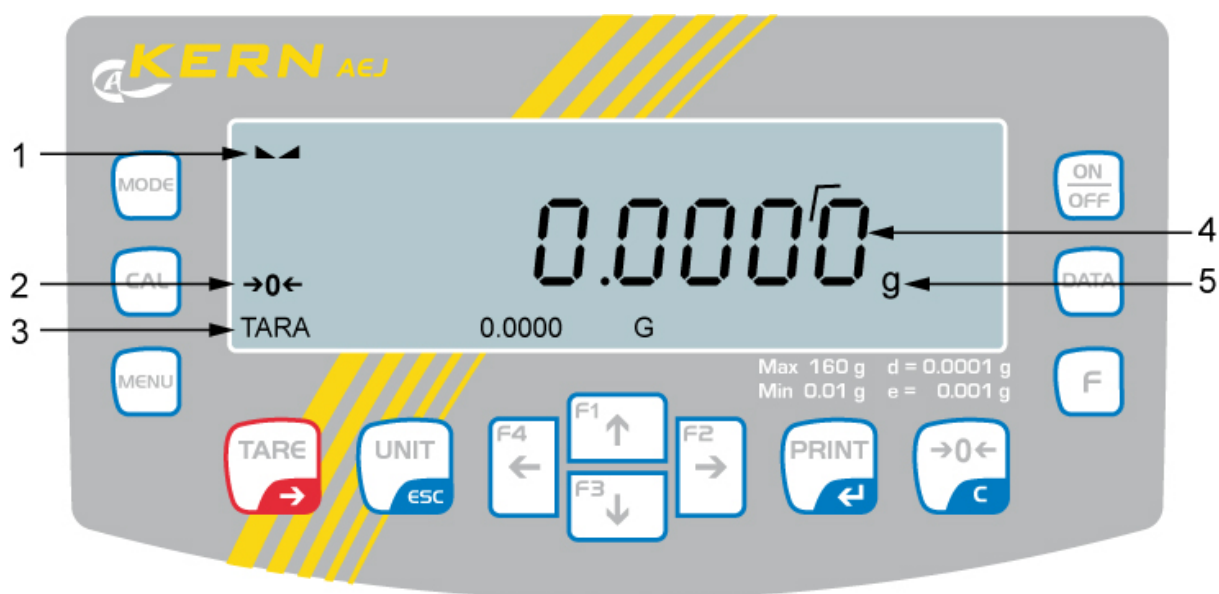 KERN AEJ
1
MODE
ON
OFF
0.0000
4
CAL
2
→0←
g
5
DATA
3
TARA 0.0000 G
MENU
Max 160 g d = 0.0001 g
Min 0.01 g e = 0.001 g
F
TARE
UNIT
ESC
F4
F1
F3
F2
PRINT
→0←
C